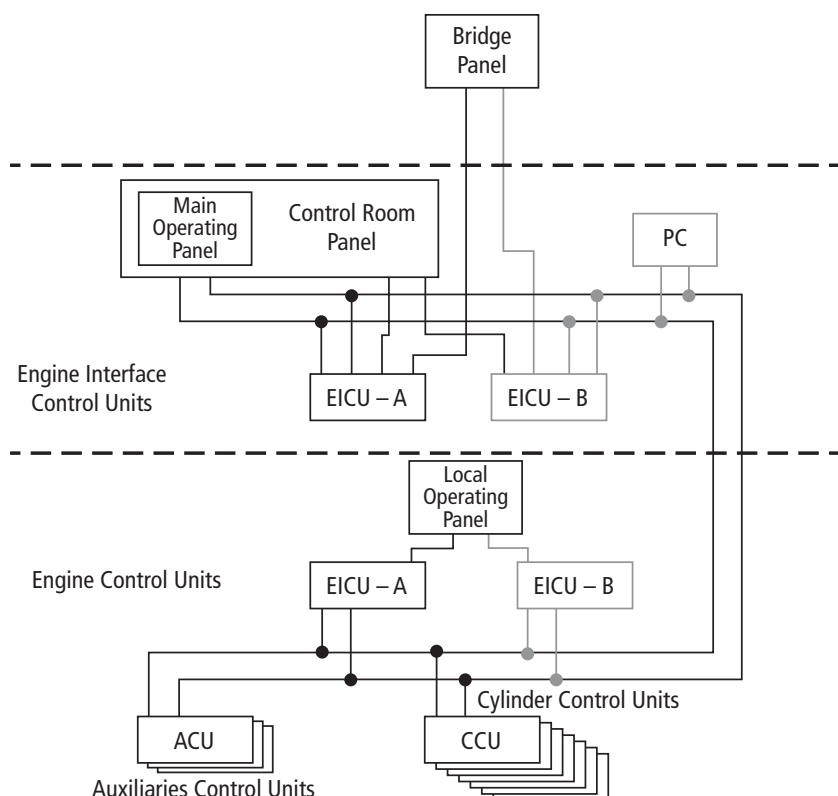 Bridge
Panel
Main
Operating
Panel
Control Room
Panel
PC
Engine Interface
Control Units
EICU – A
EICU – B
Local
Operating
Panel
Engine Control Units
EICU – A
EICU – B
Cylinder Control Units
ACU
CCU
Auxiliaries Control Units